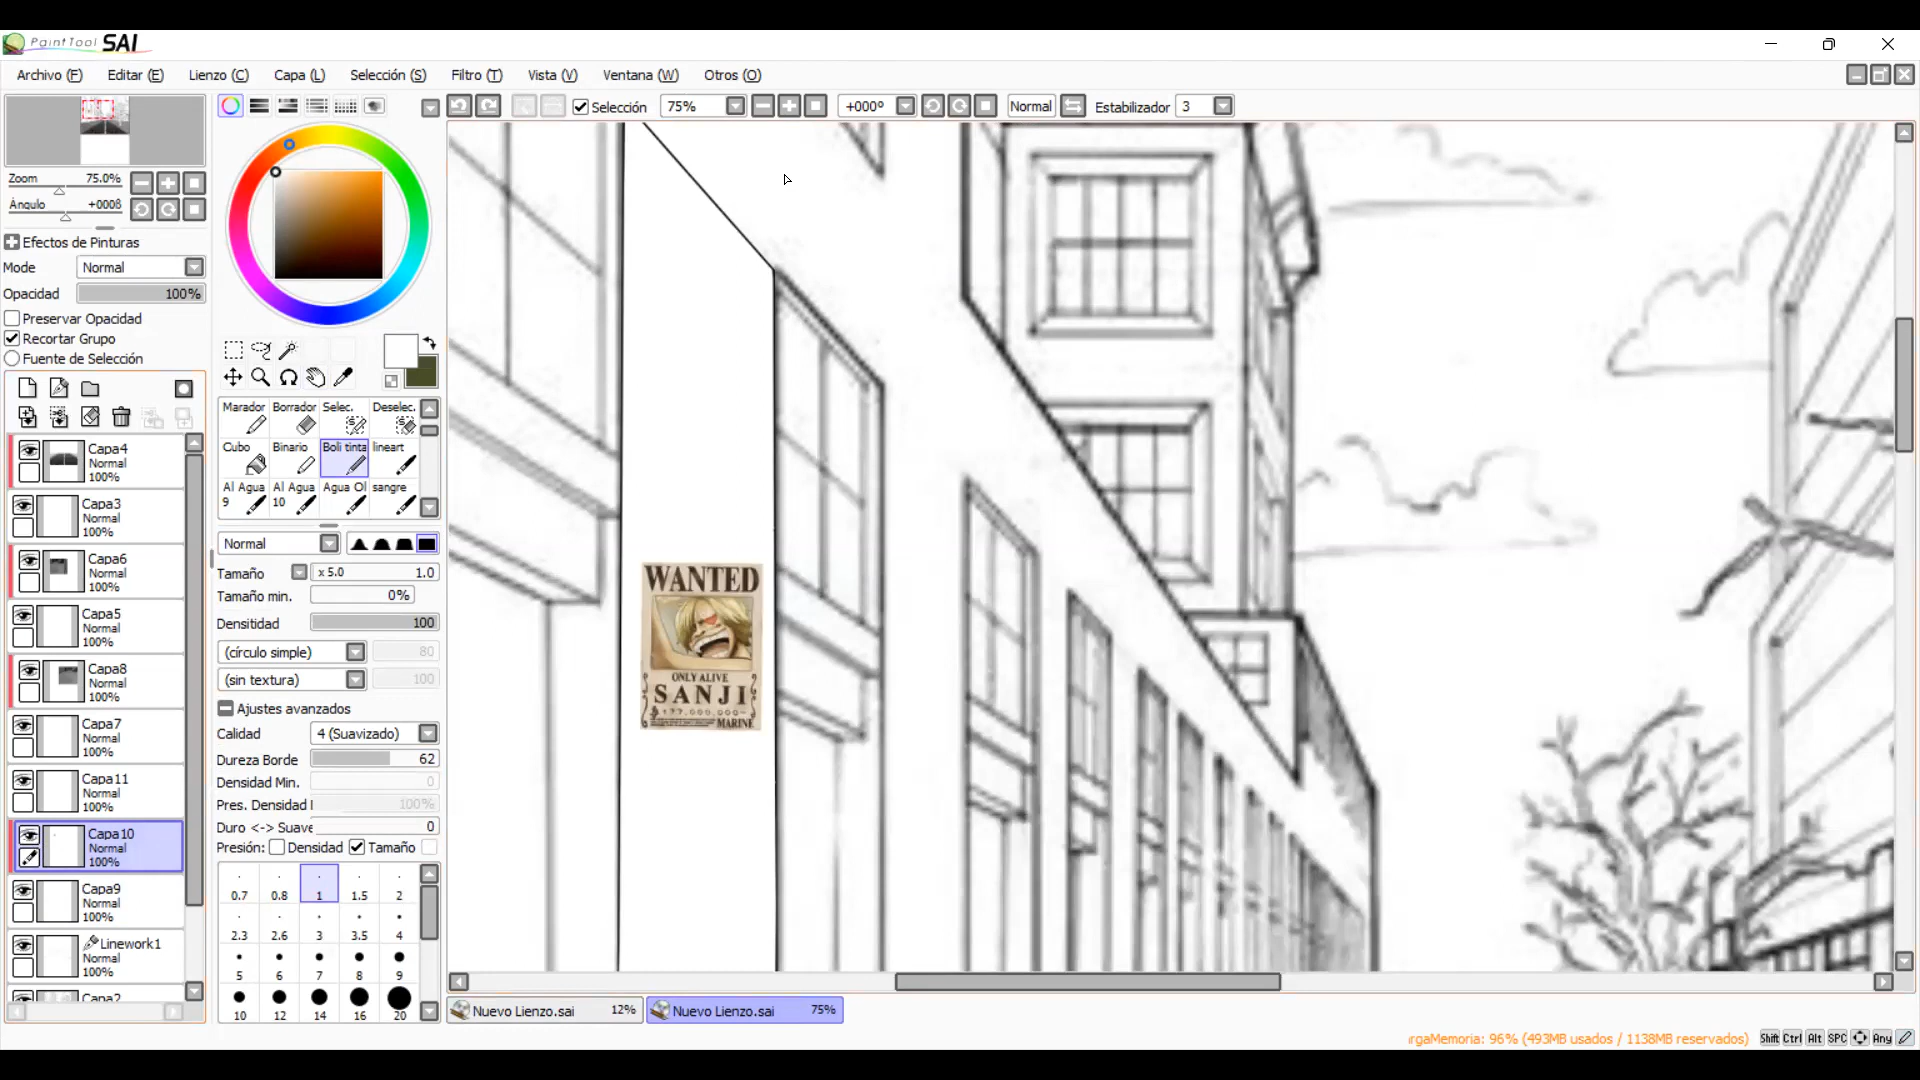 PaintTool SAI
Archivo (F) Editar (E) Lienzo (C) Capa (L) Selección (S) Filtro (T) Vista (V) Ventana (W) Otros (O)
Selección 75% +000º Normal Estabilizador 3
Zoom 75.0%
Ángulo +000ß
Efectos de Pinturas
Mode Normal
Opacidad 100%
Preservar Opacidad
Recortar Grupo
Fuente de Selección
Capa4
Normal
100%
Capa3
Normal
100%
Capa6
Normal
100%
Capa5
Normal
100%
Capa8
Normal
100%
Capa7
Normal
100%
Capa11
Normal
100%
Capa10
Normal
100%
Capa9
Normal
100%
Linework1
Normal
100%
Capa2
Marador Borrador Selec. Deselec.
Cubo Binario Boli tinta lineart
Al Agua 9 Al Agua 10 Agua Ol sangre
Normal
Tamaño x 5.0 1.0
Tamaño min. 0%
Densitidad 100
(círculo simple) 80
(sin textura) 100
Ajustes avanzados
Calidad 4 (Suavizado)
Dureza Borde 62
Densidad Min. 0
Pres. Densidad 100%
Duro <-> Suave 0
Presión: Densidad Tamaño
0.7 0.8 1 1.5 2
2.3 2.6 3 3.5 4
5 6 7 8 9
10 12 14 16 20
WANTED
ONLY ALIVE
SANJI
MARINE
Nuevo Lienzo.sai 12% Nuevo Lienzo.sai 75%
rgaMemoria: 96% (493MB usados / 1138MB reservados) Shift Ctrl Alt SPC Any